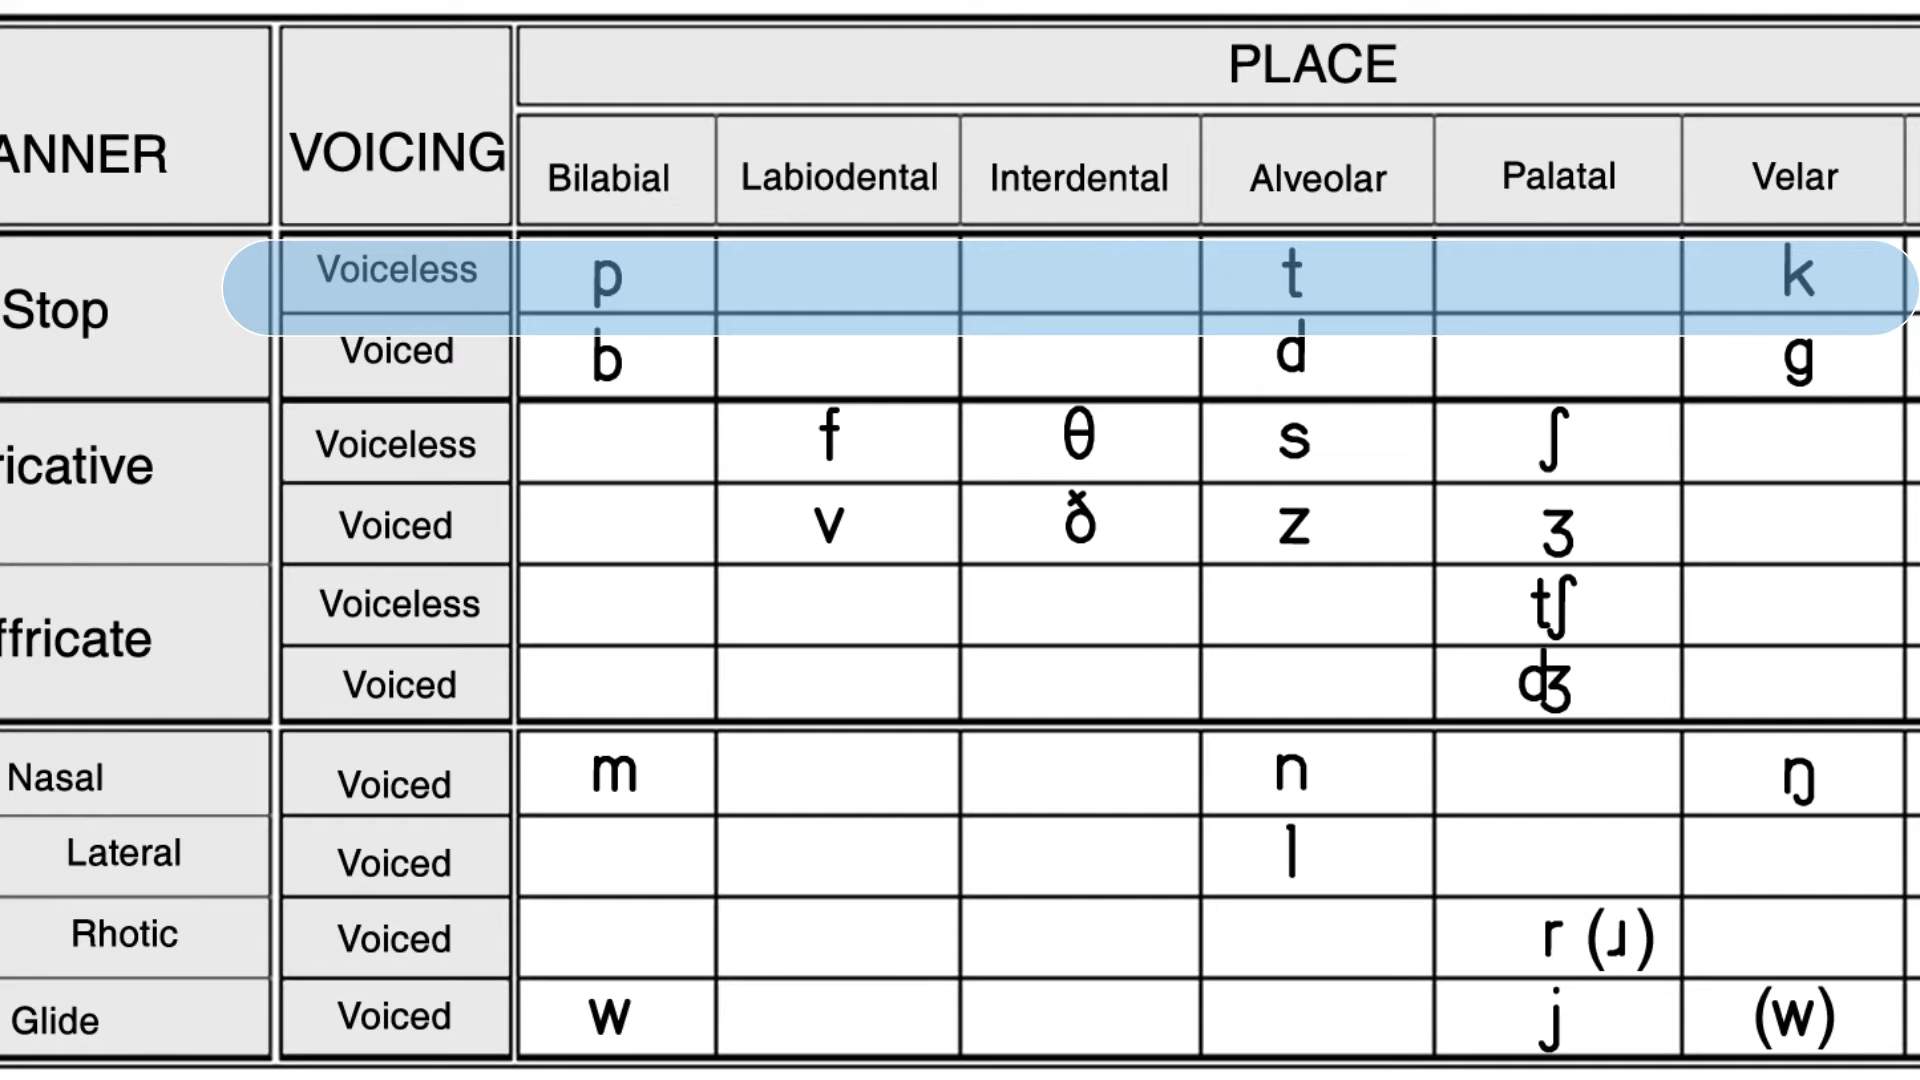 PLACE
ANNER VOICING
Bilabial Labiodental Interdental Alveolar Palatal Velar
Stop
Voiceless p t k
Voiced b d g
ricative
Voiceless f θ s ʃ
Voiced v ð z ʒ
ffricate
Voiceless tʃ
Voiced dʒ
Nasal Voiced m n ŋ
Lateral Voiced l
Rhotic Voiced r (ɹ)
Glide Voiced w j (w)